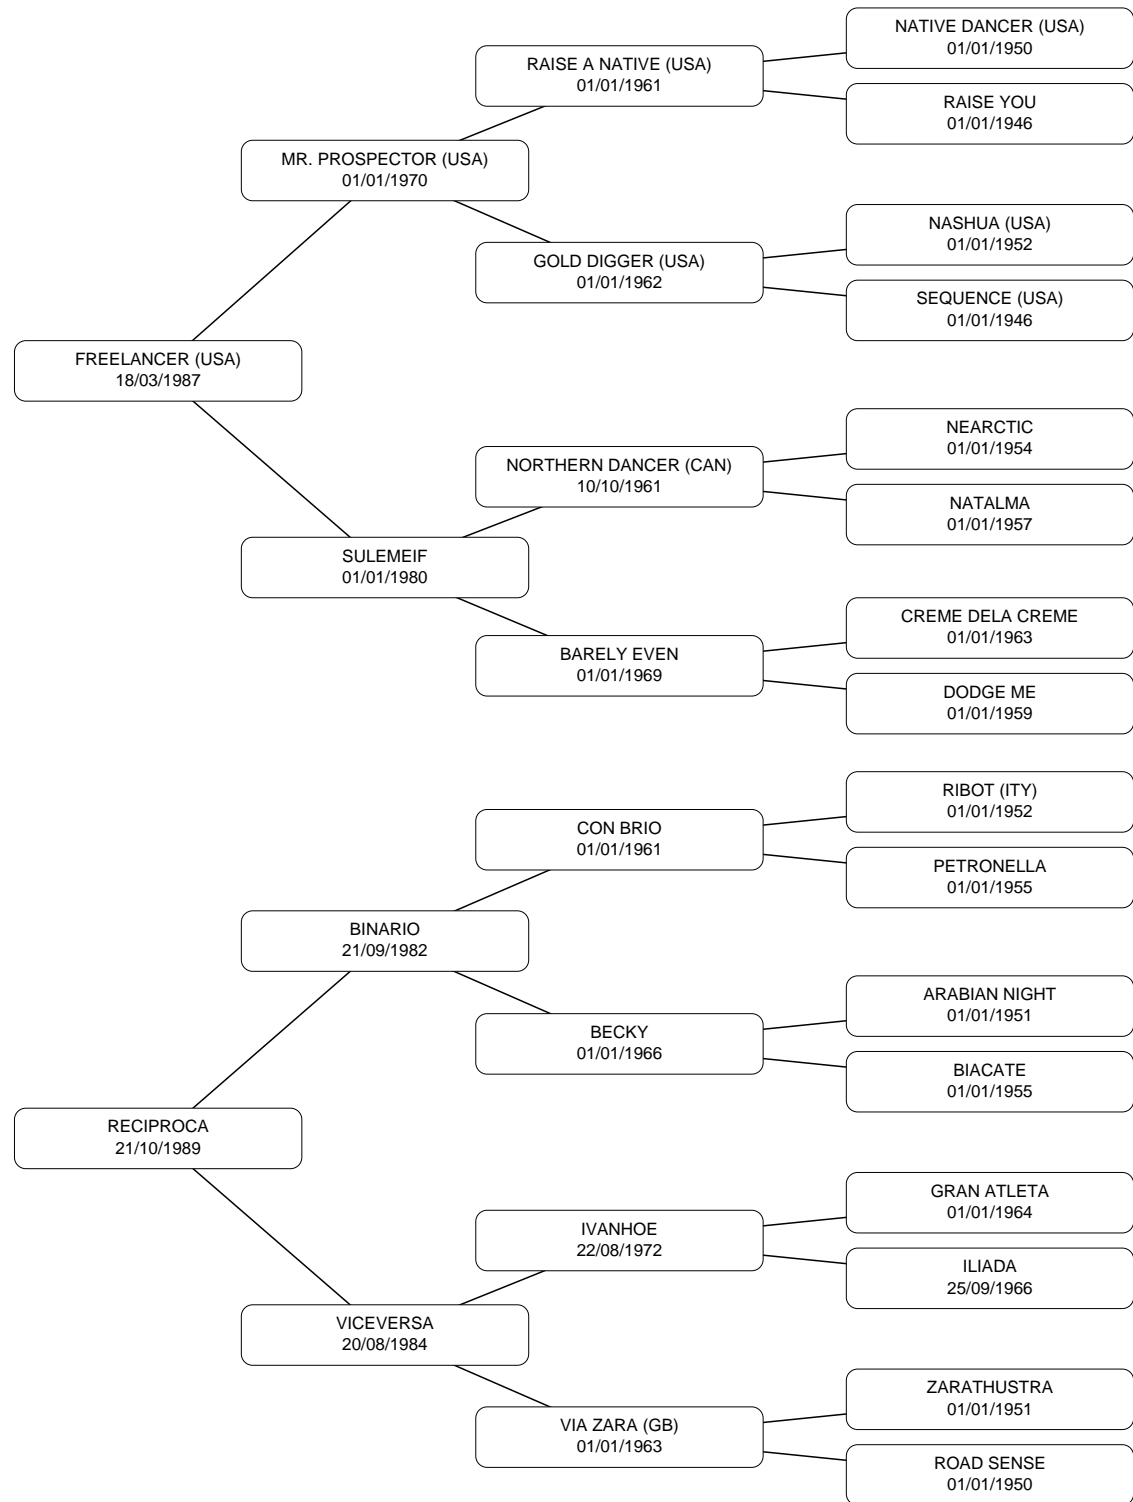 NATIVE DANCER (USA)
01/01/1950
RAISE A NATIVE (USA)
01/01/1961
RAISE YOU
01/01/1946
MR. PROSPECTOR (USA)
01/01/1970
NASHUA (USA)
01/01/1952
GOLD DIGGER (USA)
01/01/1962
SEQUENCE (USA)
01/01/1946
FREELANCER (USA)
18/03/1987
NEARCTIC
01/01/1954
NORTHERN DANCER (CAN)
10/10/1961
NATALMA
01/01/1957
SULEMEIF
01/01/1980
CREME DELA CREME
01/01/1963
BARELY EVEN
01/01/1969
DODGE ME
01/01/1959
RIBOT (ITY)
01/01/1952
CON BRIO
01/01/1961
PETRONELLA
01/01/1955
BINARIO
21/09/1982
ARABIAN NIGHT
01/01/1951
BECKY
01/01/1966
BIACATE
01/01/1955
RECIPROCA
21/10/1989
GRAN ATLETA
01/01/1964
IVANHOE
22/08/1972
ILIADA
25/09/1966
VICEVERSA
20/08/1984
ZARATHUSTRA
01/01/1951
VIA ZARA (GB)
01/01/1963
ROAD SENSE
01/01/1950